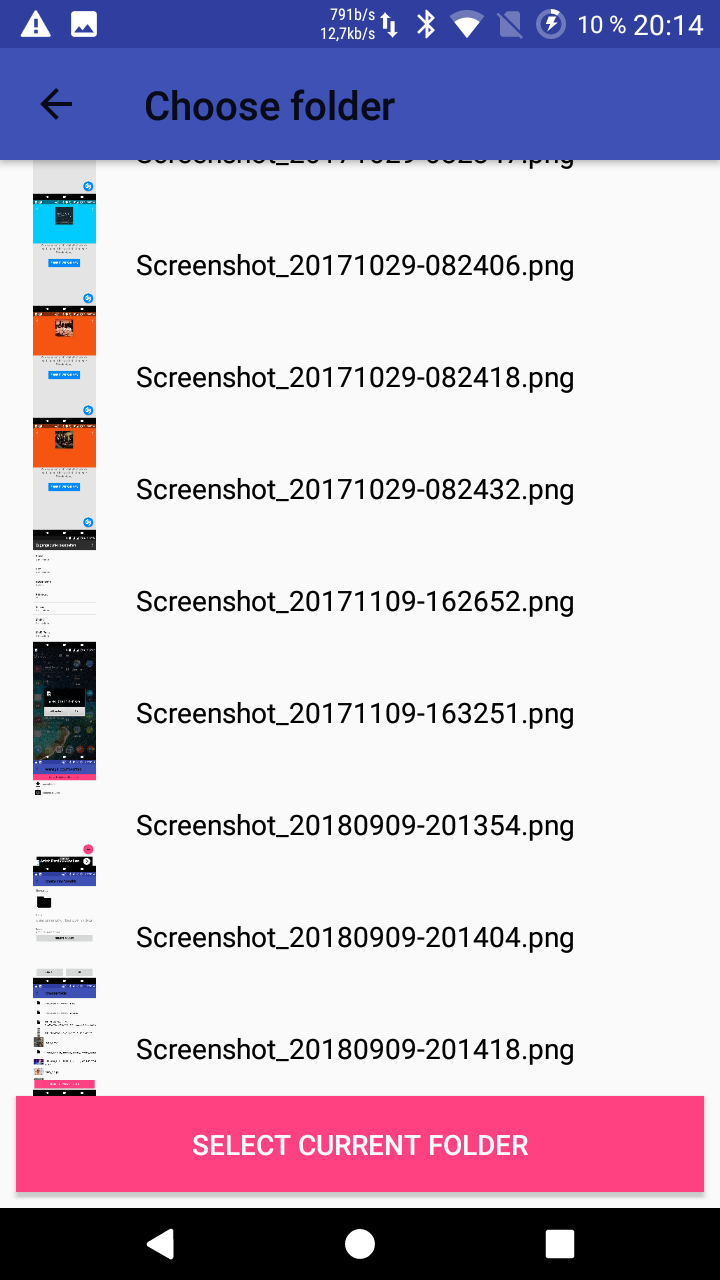 791b/s
12,7kb/s
10 % 20:14
Choose folder
Screenshot_20171029-082406.png
Screenshot_20171029-082418.png
Screenshot_20171029-082432.png
Screenshot_20171109-162652.png
Screenshot_20171109-163251.png
Screenshot_20180909-201354.png
Screenshot_20180909-201404.png
Screenshot_20180909-201418.png
SELECT CURRENT FOLDER